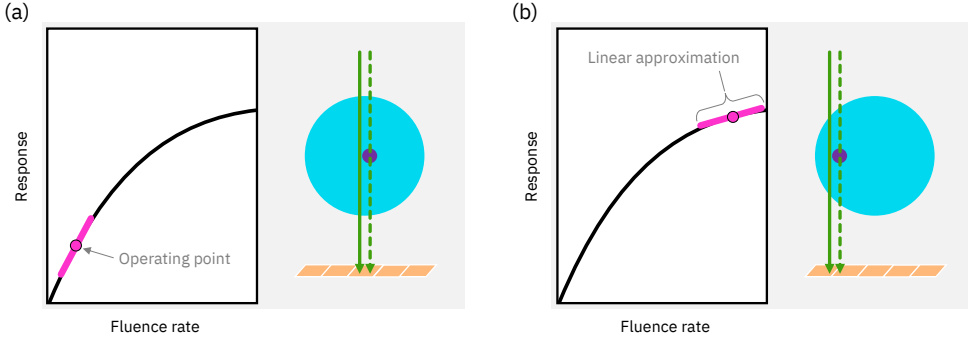 (a)
Response
Operating point
Fluence rate
(b)
Response
Linear approximation
Fluence rate